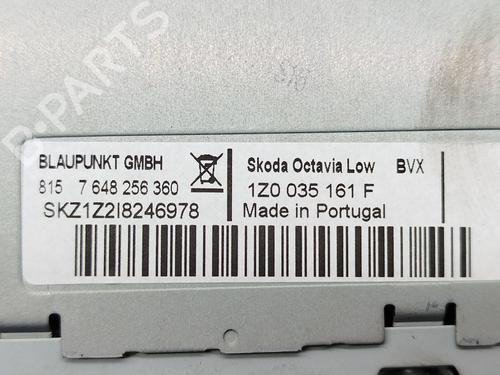 B-PARTS
BLAUPUNKT GMBH
Skoda Octavia Low BVX
815 7 648 256 360
1Z0 035 161 F
SKZ1Z2I8246978
Made in Portugal